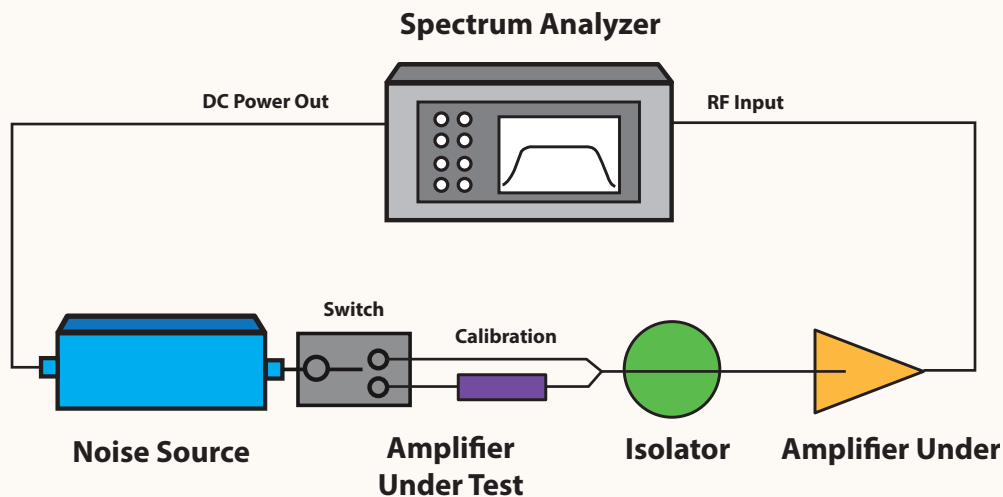 Spectrum Analyzer
DC Power Out
RF Input
Switch
Calibration
Noise Source
Amplifier
Under Test
Isolator
Amplifier Under